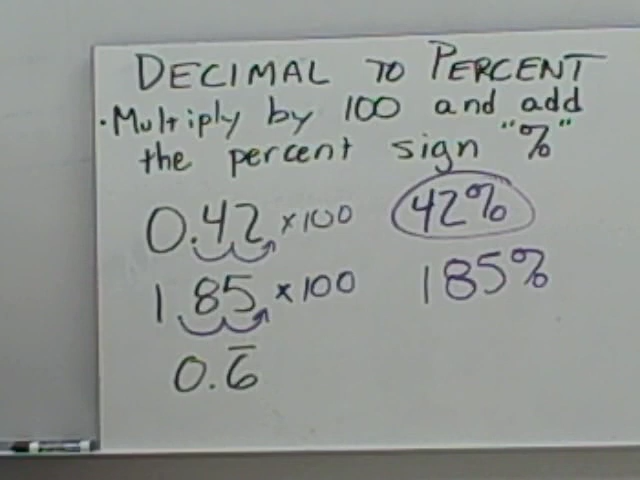 DECIMAL TO PERCENT
• Multiply by 100 and add
the percent sign "%"
0.42 x100 42%
1.85 x100 185%
0.6̅